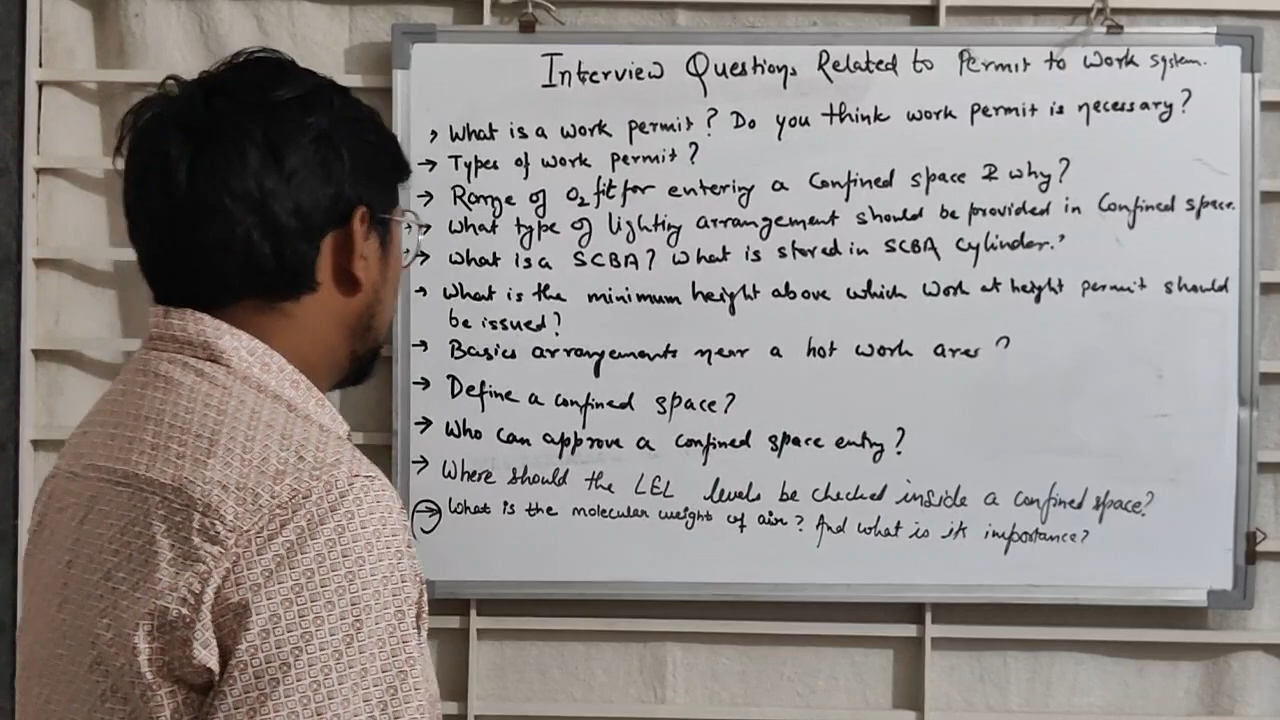 Interview Questions Related to Permit to Work system.
→ What is a work permit? Do you think work permit is necessary?
→ Types of work permit?
→ Range of O2 fit for entering a Confined space & why?
→ What type of lighting arrangement should be provided in Confined space.
→ What is a SCBA? What is stored in SCBA Cylinder.?
→ What is the minimum height above which Work at height permit should
be issued?
→ Basics arrangements near a hot work area?
→ Define a confined space?
→ Who can approve a confined space entry?
→ Where should the LEL levels be checked inside a confined space?
→ What is the molecular weight of air? And what is its importance?